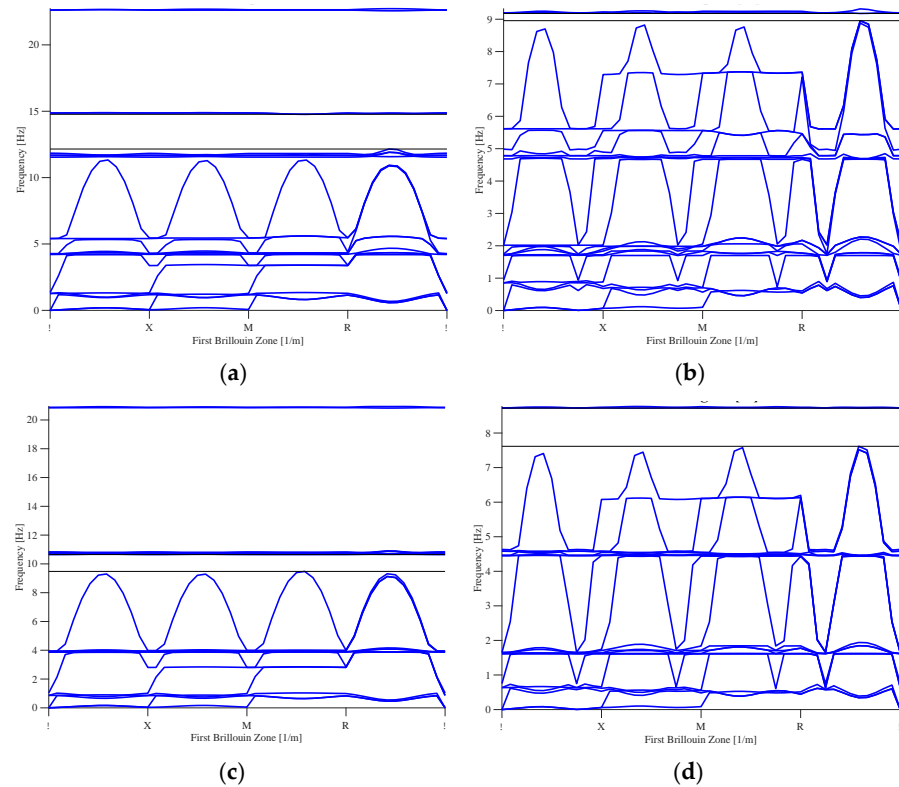 20
15
10
5
0
Frequency [Hz]
! X M R !
First Brillouin Zone [1/m]
(a)
9
8
7
6
5
4
3
2
1
0
Frequency [Hz]
! X M R
First Brillouin Zone [1/m]
(b)
20
18
16
14
12
10
8
6
4
2
0
Frequency [Hz]
! X M R !
First Brillouin Zone [1/m]
(c)
8
7
6
5
4
3
2
1
0
Frequency [Hz]
! X M R
First Brillouin Zone [1/m]
(d)